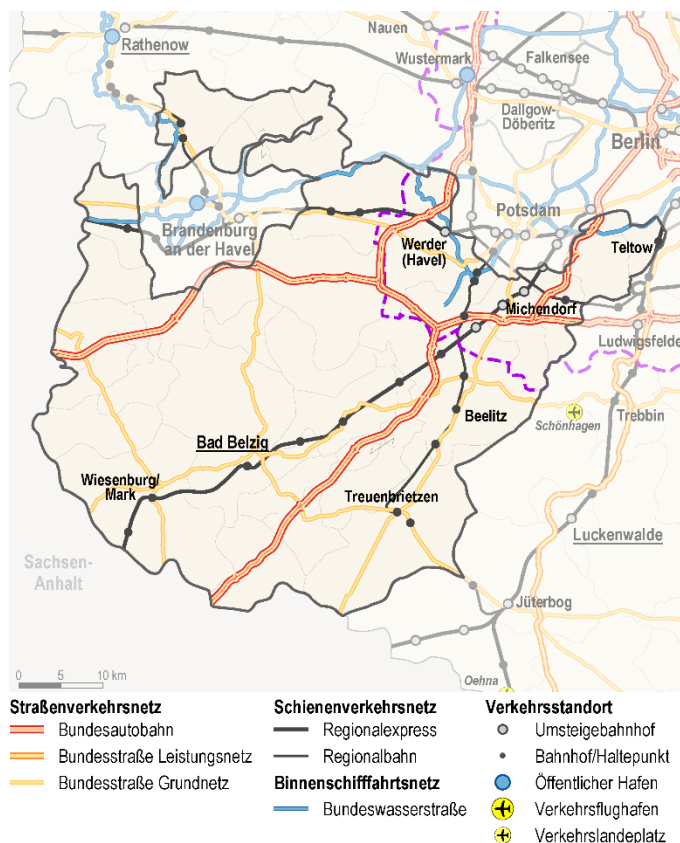 Rathenow
Nauen
Wustermark
Falkensee
Dallgow-
Döberitz
Berlin
Brandenburg
an der Havel
Potsdam
Werder
(Havel)
Teltow
Michendorf
Ludwigsfelde
Beelitz
Schönhagen
Trebbin
Bad Belzig
Wiesenburg/
Mark
Treuenbrietzen
Luckenwalde
Sachsen-
Anhalt
Jüterbog
Oehna
0 5 10 km
Straßenverkehrsnetz
Bundesautobahn
Bundesstraße Leistungsnetz
Bundesstraße Grundnetz
Schienenverkehrsnetz
Regionalexpress
Regionalbahn
Binnenschifffahrtsnetz
Bundeswasserstraße
Verkehrsstandort
Umsteigebahnhof
Bahnhof/Haltepunkt
Öffentlicher Hafen
Verkehrsflughafen
Verkehrslandeplatz